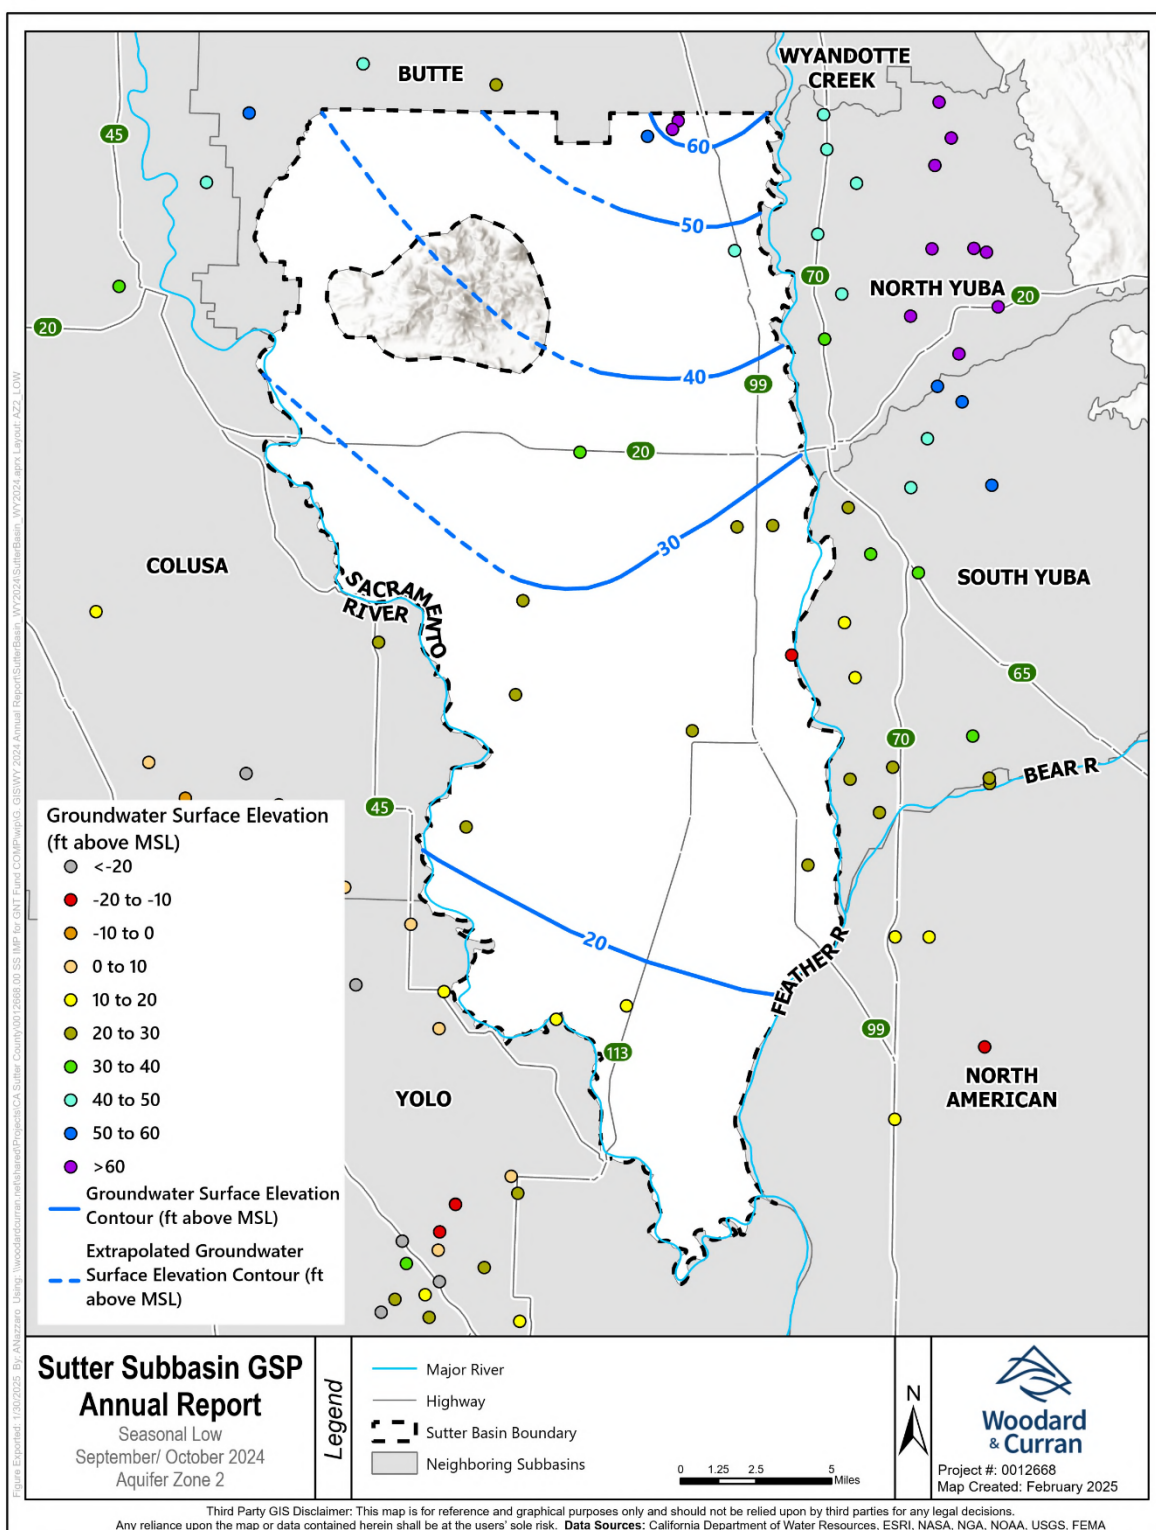 BUTTE
WYANDOTTE
CREEK
45
60
50
70
NORTH YUBA
20
20
40
99
20
30
COLUSA
SACRAMENTO
RIVER
SOUTH YUBA
65
70
BEAR R
45
Groundwater Surface Elevation
(ft above MSL)
<-20
-20 to -10
-10 to 0
0 to 10
10 to 20
20 to 30
30 to 40
40 to 50
50 to 60
>60
Groundwater Surface Elevation
Contour (ft above MSL)
Extrapolated Groundwater
Surface Elevation Contour (ft
above MSL)
20
FEATHER R
99
113
YOLO
NORTH
AMERICAN
Sutter Subbasin GSP
Annual Report
Seasonal Low
September/ October 2024
Aquifer Zone 2
Legend
Major River
Highway
Sutter Basin Boundary
Neighboring Subbasins
0 1.25 2.5 5
Miles
N
Woodard
& Curran
Project #: 0012668
Map Created: February 2025
Third Party GIS Disclaimer: This map is for reference and graphical purposes only and should not be relied upon by third parties for any legal decisions.
Any reliance upon the map or data contained herein shall be at the users' sole risk. Data Sources: California Department of Water Resources, ESRI, NASA, NGA, NOAA, USGS, FEMA